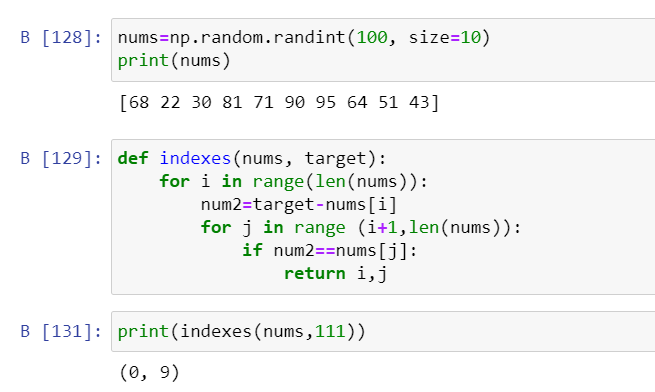 В [128]: nums=np.random.randint(100, size=10)
print(nums)
[68 22 30 81 71 90 95 64 51 43]
В [129]: def indexes(nums, target):
    for i in range(len(nums)):
        num2=target-nums[i]
        for j in range (i+1,len(nums)):
            if num2==nums[j]:
                return i,j
В [131]: print(indexes(nums,111))
(0, 9)